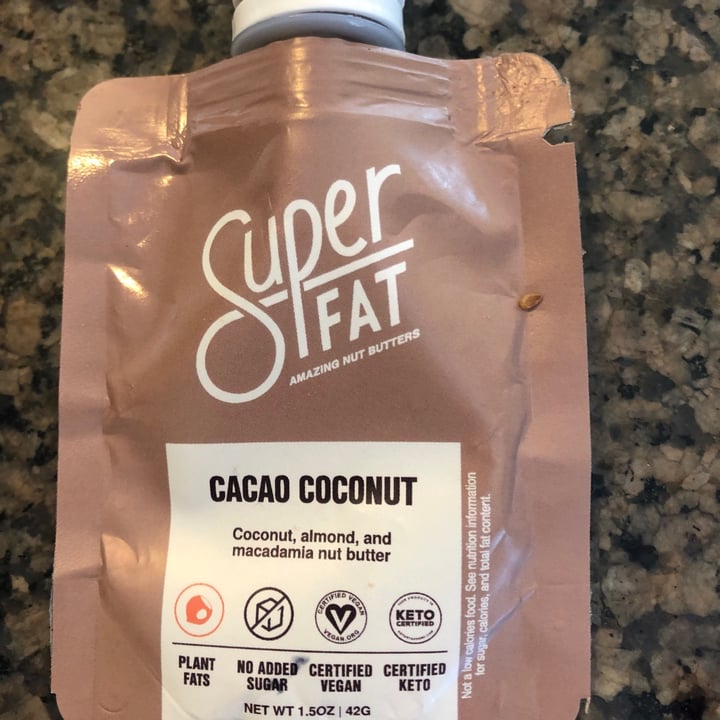 Super
FAT
AMAZING NUT BUTTERS
CACAO COCONUT
Coconut, almond, and
macadamia nut butter
CERTIFIED VEGAN
VEGAN.ORG
KETO
CERTIFIED
PLANT
FATS
NO ADDED
SUGAR
CERTIFIED
VEGAN
CERTIFIED
KETO
NET WT 1.5OZ | 42G
Not a low calories food. See nutrition information
for sugar, calories, and total fat content.